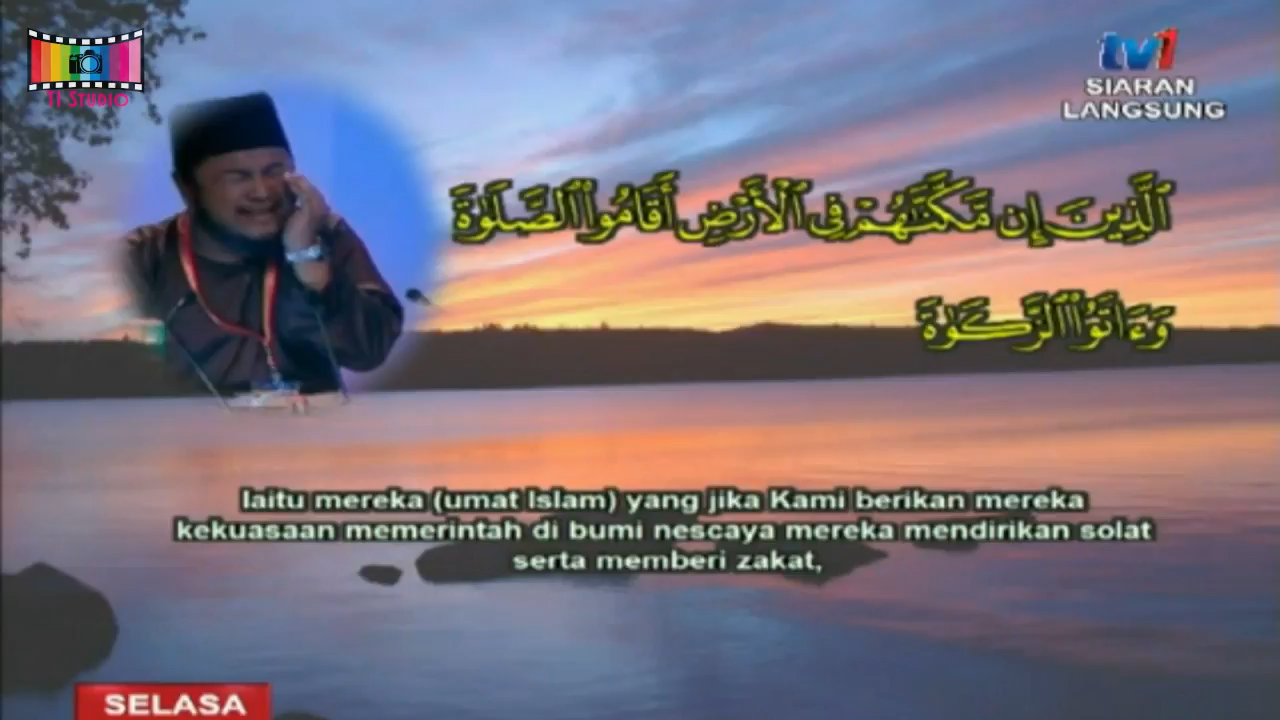 TF STUDIO
tv1
SIARAN
LANGSUNG
ٱلَّذِينَ إِن مَّكَّنَّٰهُمۡ فِى ٱلۡأَرۡضِ أَقَامُواْ ٱلصَّلَوٰةَ
وَءَاتَوُاْ ٱلزَّكَوٰةَ
Iaitu mereka (umat Islam) yang jika Kami berikan mereka
kekuasaan memerintah di bumi nescaya mereka mendirikan solat
serta memberi zakat,
SELASA